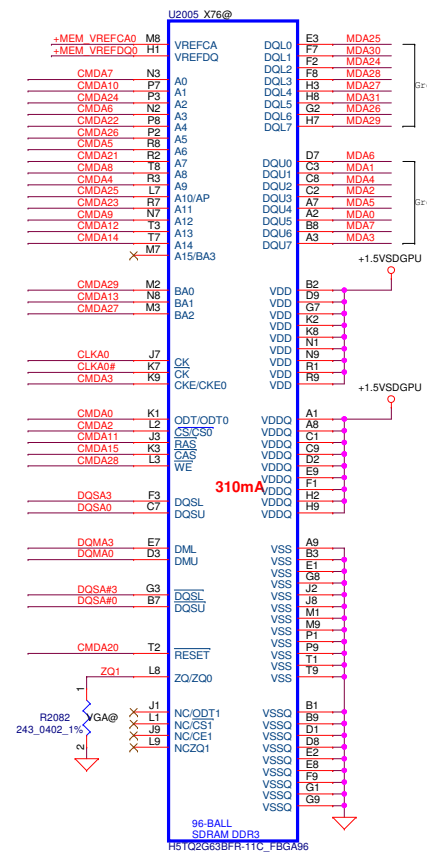 U2005 X76@
+MEM_VREFCA0 M8 VREFCA
+MEM_VREFDQ0 H1 VREFDQ
CMDA7 N3 A0
CMDA10 P7 A1
CMDA24 P3 A2
CMDA6 N2 A3
CMDA22 P8 A4
CMDA26 P2 A5
CMDA5 R8 A6
CMDA21 R2 A7
CMDA8 T8 A8
CMDA4 R3 A9
CMDA25 L7 A10/AP
CMDA23 R7 A11
CMDA9 N7 A12
CMDA12 T3 A13
CMDA14 T7 A14
M7 A15/BA3
CMDA29 M2 BA0
CMDA13 N8 BA1
CMDA27 M3 BA2
CLKA0 J7 CK
CLKA0# K7 CK
CMDA3 K9 CKE/CKE0
CMDA0 K1 ODT/ODT0
CMDA2 L2 CS/CS0
CMDA11 J3 RAS
CMDA15 K3 CAS
CMDA28 L3 WE
DQSA3 F3 DQSL
DQSA0 C7 DQSU
DQMA3 E7 DML
DQMA0 D3 DMU
DQSA#3 G3 DQSL
DQSA#0 B7 DQSU
CMDA20 T2 RESET
ZQ1 L8 ZQ/ZQ0
1
R2082 VGA@
243_0402_1%
2
J1 NC/ODT1
L1 NC/CS1
J9 NC/CE1
L9 NCZQ1
DQL0 E3 MDA25
DQL1 F7 MDA30
DQL2 F2 MDA24
DQL3 F8 MDA28
DQL4 H3 MDA27
DQL5 H8 MDA31
DQL6 G2 MDA26
DQL7 H7 MDA29
DQU0 D7 MDA6
DQU1 C3 MDA1
DQU2 C8 MDA4
DQU3 C2 MDA2
DQU4 A7 MDA5
DQU5 A2 MDA0
DQU6 B8 MDA7
DQU7 A3 MDA3
+1.5VSDGPU
VDD B2
VDD D9
VDD G7
VDD K2
VDD K8
VDD N1
VDD N9
VDD R1
VDD R9
+1.5VSDGPU
VDDQ A1
VDDQ A8
VDDQ C1
VDDQ C9
VDDQ D2
VDDQ E9
VDDQ F1
VDDQ H2
VDDQ H9
310mA
VSS A9
VSS B3
VSS E1
VSS G8
VSS J2
VSS J8
VSS M1
VSS M9
VSS P1
VSS P9
VSS T1
VSS T9
VSSQ B1
VSSQ B9
VSSQ D1
VSSQ D8
VSSQ E2
VSSQ E8
VSSQ F9
VSSQ G1
VSSQ G9
96-BALL
SDRAM DDR3
H5TQ2G63BFR-11C_FBGA96